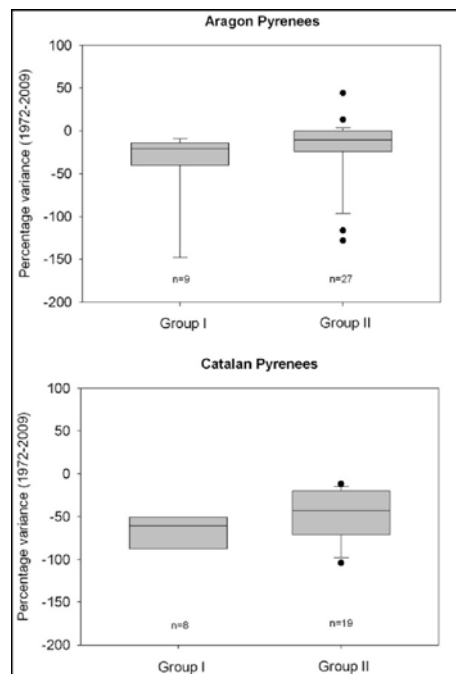 Aragon Pyrenees
Percentage variance (1972-2009)
100
50
0
-50
-100
-150
-200
n=9
n=27
Group I
Group II
Catalan Pyrenees
Percentage variance (1972-2009)
100
50
0
-50
-100
-150
-200
n=8
n=19
Group I
Group II